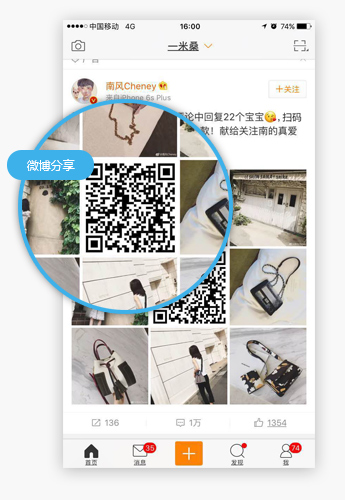 中国移动 4G 16:00 74%
一米桑
南风Cheney
来自iPhone 6s Plus
+关注
论中回复22个宝宝😘, 扫码
款！献给关注南的真爱
微博分享
136 1万 1354
35 74
首页 消息 发现 我